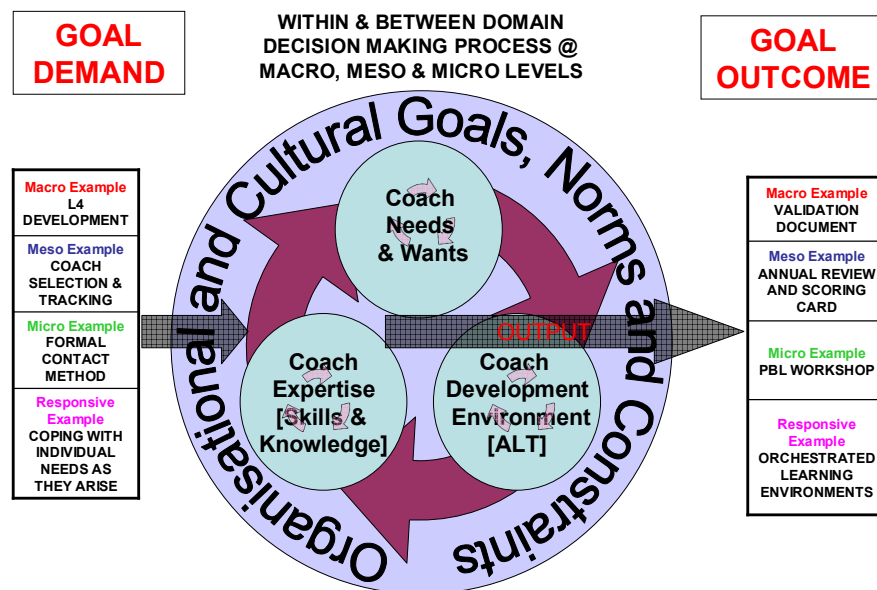 GOAL
DEMAND
WITHIN & BETWEEN DOMAIN
DECISION MAKING PROCESS @
MACRO, MESO & MICRO LEVELS
GOAL
OUTCOME
Organisational and Cultural Goals, Norms and Constraints
Macro Example
L4
DEVELOPMENT
Meso Example
COACH
SELECTION &
TRACKING
Micro Example
FORMAL
CONTACT
METHOD
Responsive
Example
COPING WITH
INDIVIDUAL
NEEDS AS
THEY ARISE
Coach
Needs
& Wants
OUTPUT
Coach
Expertise
[Skills &
Knowledge]
Coach
Development
Environment
[ALT]
Macro Example
VALIDATION
DOCUMENT
Meso Example
ANNUAL REVIEW
AND SCORING
CARD
Micro Example
PBL WORKSHOP
Responsive
Example
ORCHESTRATED
LEARNING
ENVIRONMENTS